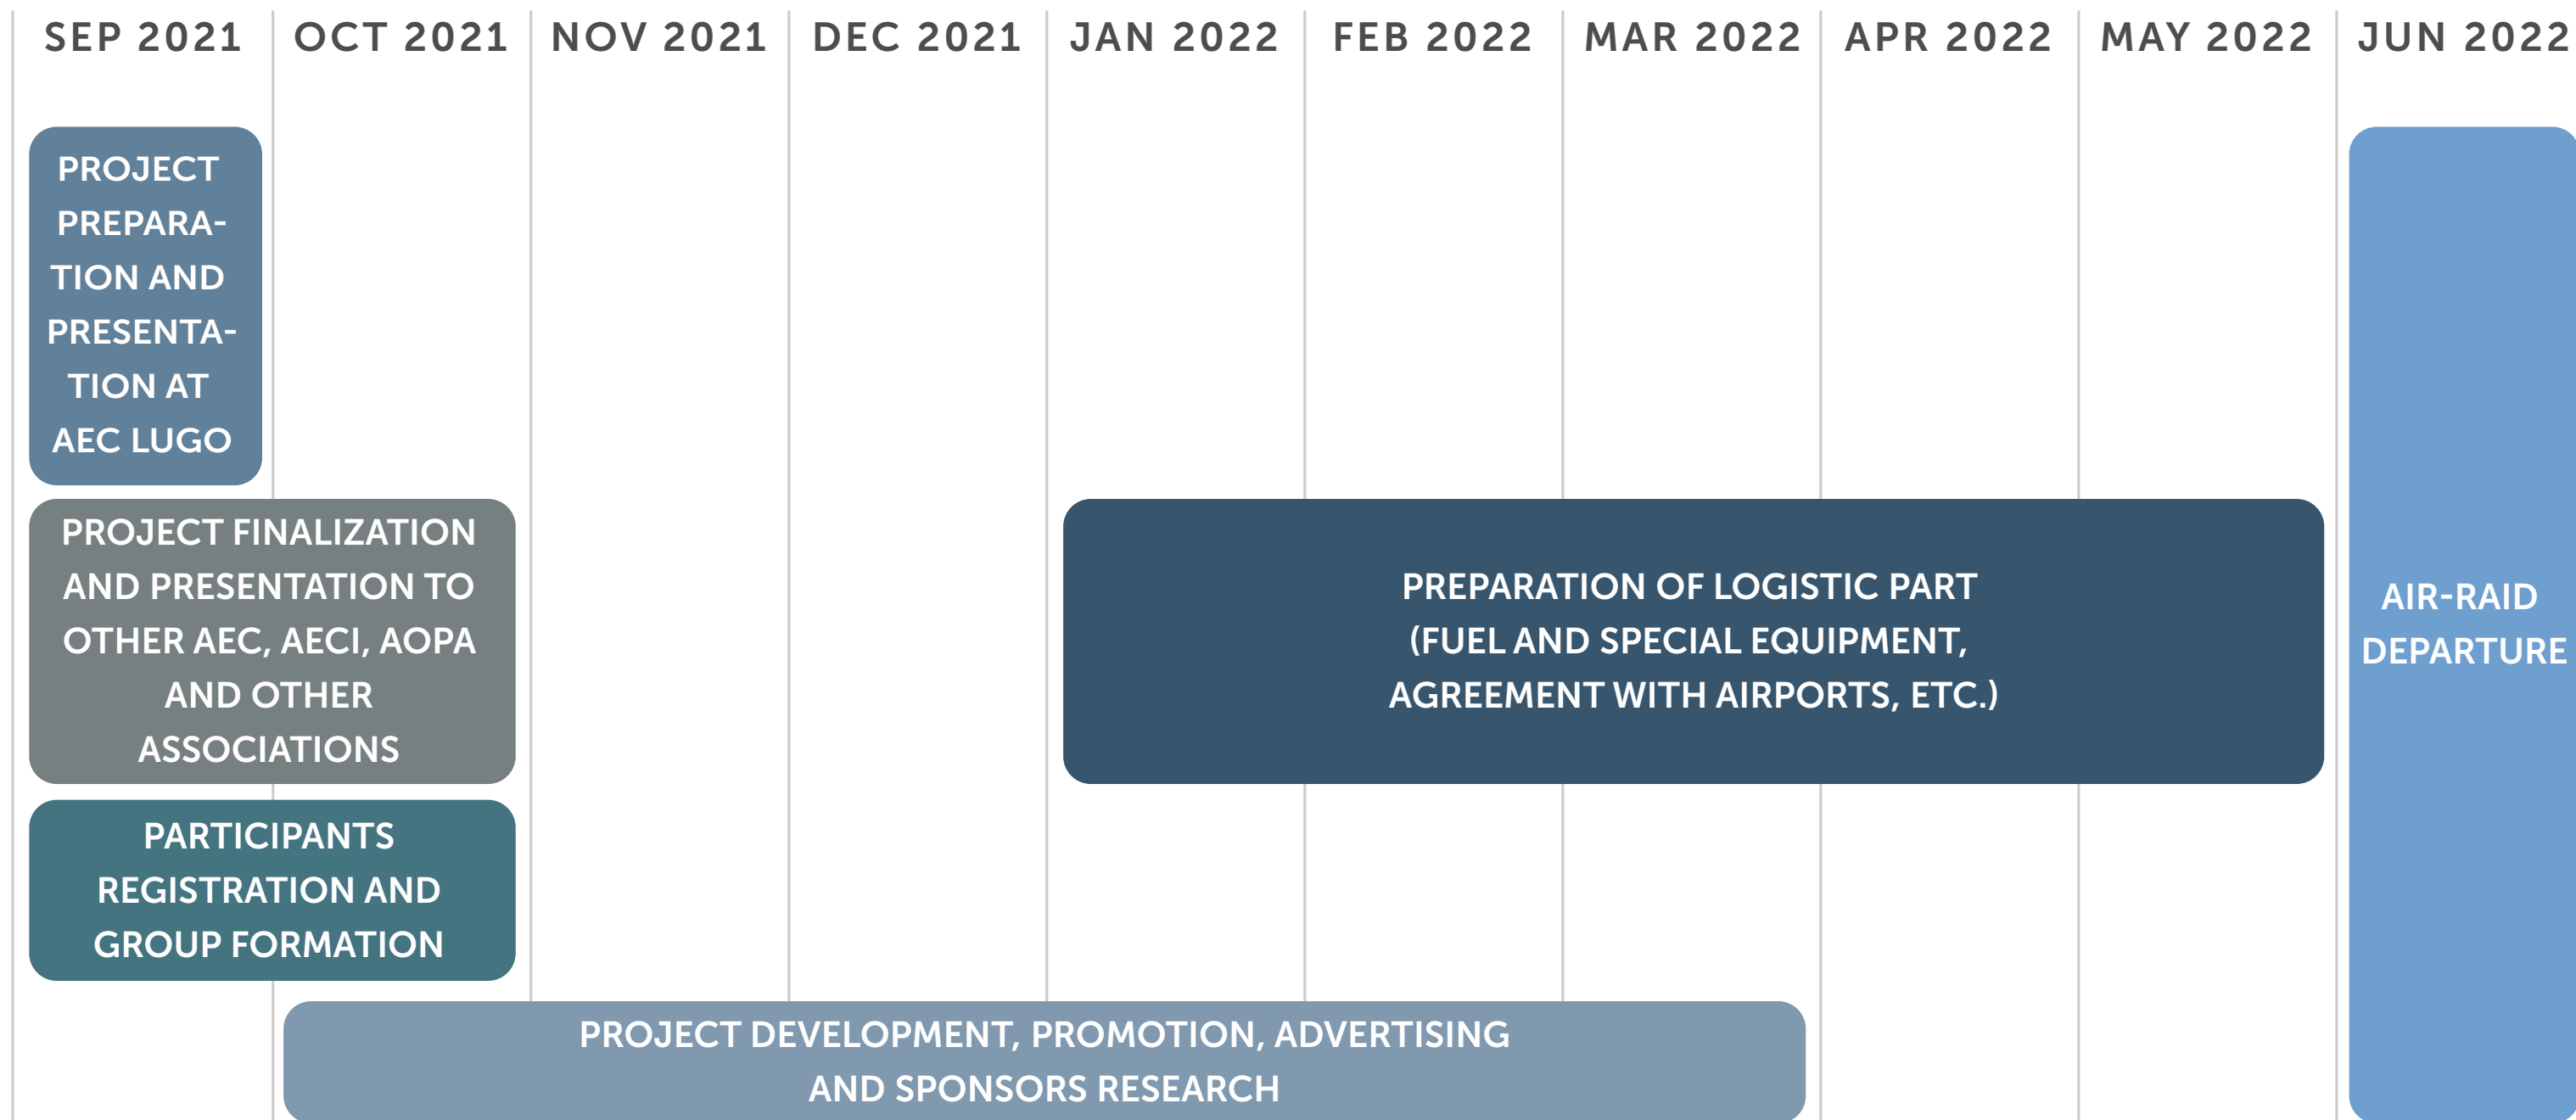 SEP 2021 OCT 2021 NOV 2021 DEC 2021 JAN 2022 FEB 2022 MAR 2022 APR 2022 MAY 2022 JUN 2022
PROJECT
PREPARA-
TION AND
PRESENTA-
TION AT
AEC LUGO
PROJECT FINALIZATION
AND PRESENTATION TO
OTHER AEC, AECI, AOPA
AND OTHER
ASSOCIATIONS
PREPARATION OF LOGISTIC PART
(FUEL AND SPECIAL EQUIPMENT,
AGREEMENT WITH AIRPORTS, ETC.)
AIR-RAID
DEPARTURE
PARTICIPANTS
REGISTRATION AND
GROUP FORMATION
PROJECT DEVELOPMENT, PROMOTION, ADVERTISING
AND SPONSORS RESEARCH